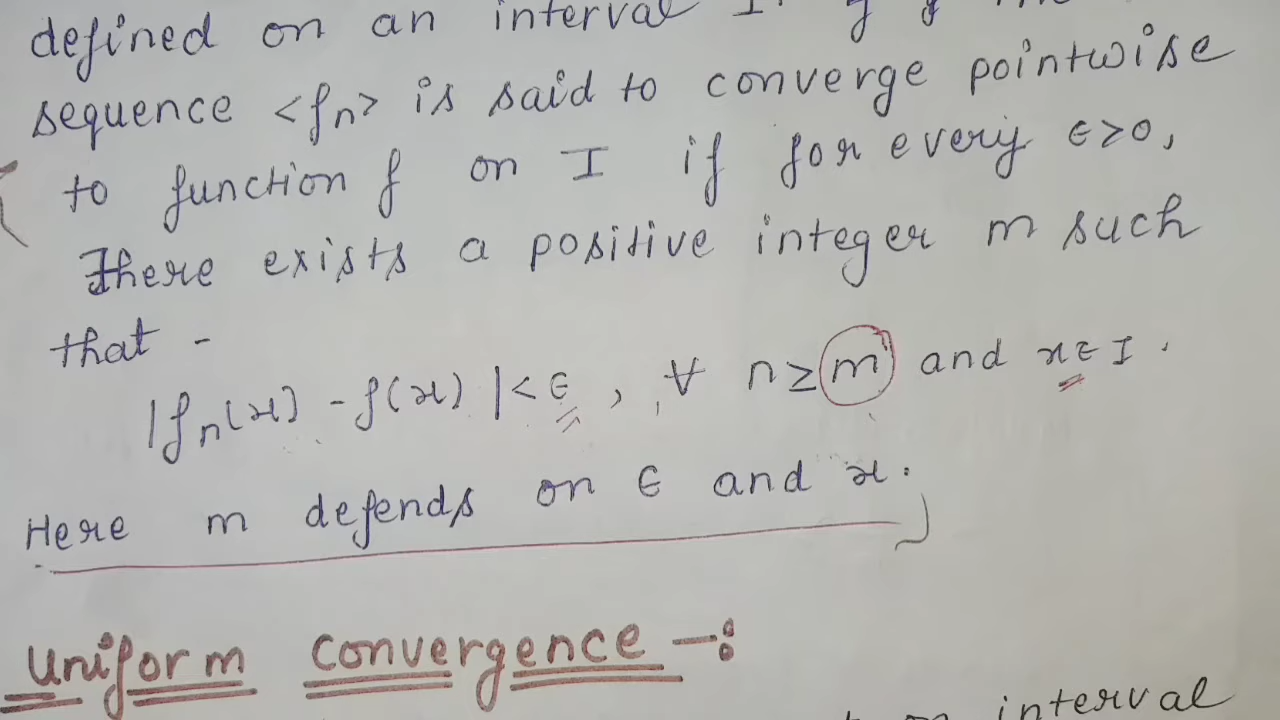 defined on an interval I.
sequence <fn> is said to converge pointwise
to function f on I if for every ϵ>0,
There exists a positive integer m such
that -
|fn(x) - f(x)|<ϵ, ∀ n≥m and x∈I.
Here m defends on ϵ and x.
Uniform convergence -:
interval